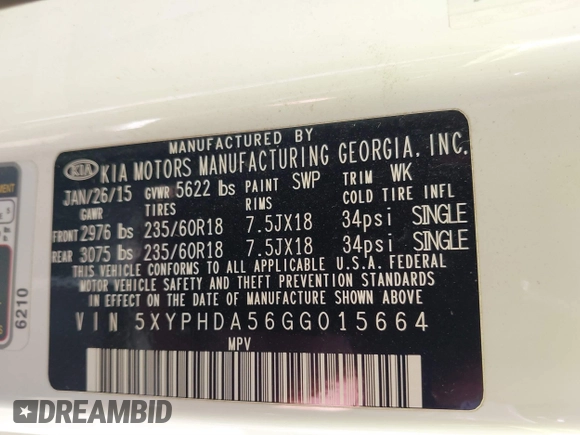 MANUFACTURED BY
KIA KIA MOTORS MANUFACTURING GEORGIA, INC.
JAN/26/15 GVWR 5622 lbs PAINT SWP TRIM WK
GAWR TIRES RIMS COLD TIRE INFL
FRONT 2976 lbs 235/60R18 7.5JX18 34psi SINGLE
REAR 3075 lbs 235/60R18 7.5JX18 34psi SINGLE
THIS VEHICLE CONFORMS TO ALL APPLICABLE U.S.A. FEDERAL
MOTOR VEHICLE SAFETY AND THEFT PREVENTION STANDARDS
IN EFFECT ON THE DATE OF MANUFACTURE SHOWN ABOVE.
VIN 5XYPHDA56GG015664
MPV
6210
DREAMBID